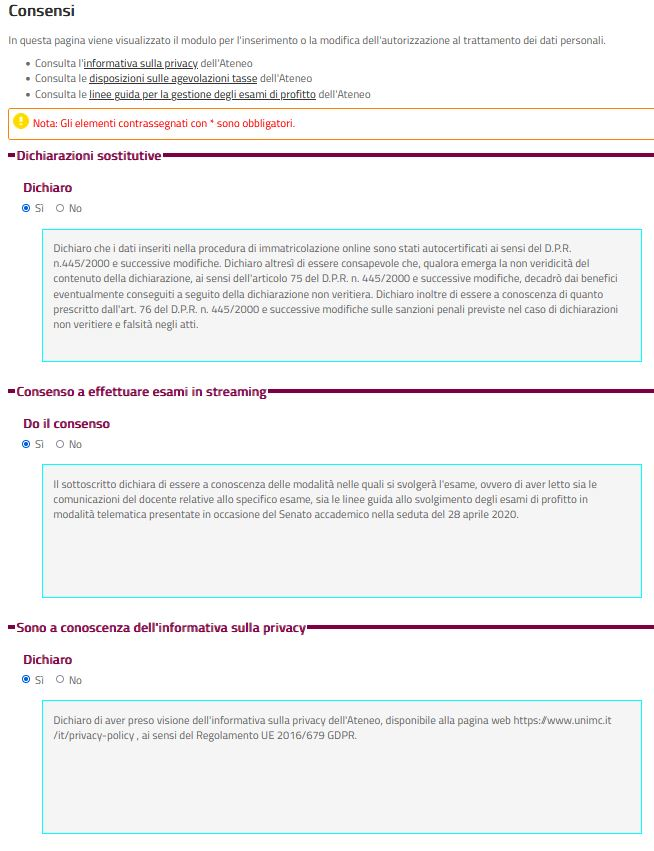 Consensi
In questa pagina viene visualizzato il modulo per l'inserimento o la modifica dell'autorizzazione al trattamento dei dati personali.
Consulta l'informativa sulla privacy dell'Ateneo
Consulta le disposizioni sulle agevolazioni tasse dell'Ateneo
Consulta le linee guida per la gestione degli esami di profitto dell'Ateneo
Nota: Gli elementi contrassegnati con * sono obbligatori.
Dichiarazioni sostitutive
Dichiaro
Sì No
Dichiaro che i dati inseriti nella procedura di immatricolazione online sono stati autocertificati ai sensi del D.P.R.
n.445/2000 e successive modifiche. Dichiaro altresì di essere consapevole che, qualora emerga la non veridicità del
contenuto della dichiarazione, ai sensi dell'articolo 75 del D.P.R. n. 445/2000 e successive modifiche, decadrò dai benefici
eventualmente conseguiti a seguito della dichiarazione non veritiera. Dichiaro inoltre di essere a conoscenza di quanto
prescritto dall'art. 76 del D.P.R. n. 445/2000 e successive modifiche sulle sanzioni penali previste nel caso di dichiarazioni
non veritiere e falsità negli atti.
Consenso a effettuare esami in streaming
Do il consenso
Sì No
Il sottoscritto dichiara di essere a conoscenza delle modalità nelle quali si svolgerà l'esame, ovvero di aver letto sia le
comunicazioni del docente relative allo specifico esame, sia le linee guida allo svolgimento degli esami di profitto in
modalità telematica presentate in occasione del Senato accademico nella seduta del 28 aprile 2020.
Sono a conoscenza dell'informativa sulla privacy
Dichiaro
Sì No
Dichiaro di aver preso visione dell'informativa sulla privacy dell'Ateneo, disponibile alla pagina web https://www.unimc.it
/it/privacy-policy , ai sensi del Regolamento UE 2016/679 GDPR.